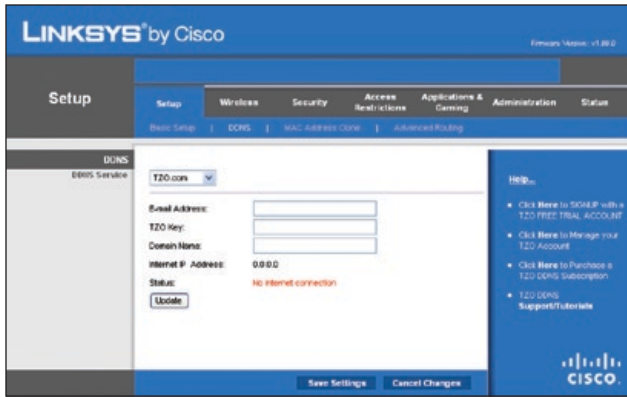 LINKSYS® by Cisco
Firmware Version: v1.00.0
Setup
Setup Wireless Security Access Restrictions Applications & Gaming Administration Status
Basic Setup | DDNS | MAC Address Clone | Advanced Routing
DDNS
DDNS Service
TZO.com
E-mail Address:
TZO Key:
Domain Name:
Internet IP Address: 0.0.0.0
Status: No internet connection
Update
Help...
Click Here to SIGNUP with a
TZO FREE TRIAL ACCOUNT
Click Here to Manage your
TZO Account
Click Here to Purchase a
TZO DDNS Subscription
TZO DDNS
Support/Tutorials
Save Settings Cancel Changes
CISCO.